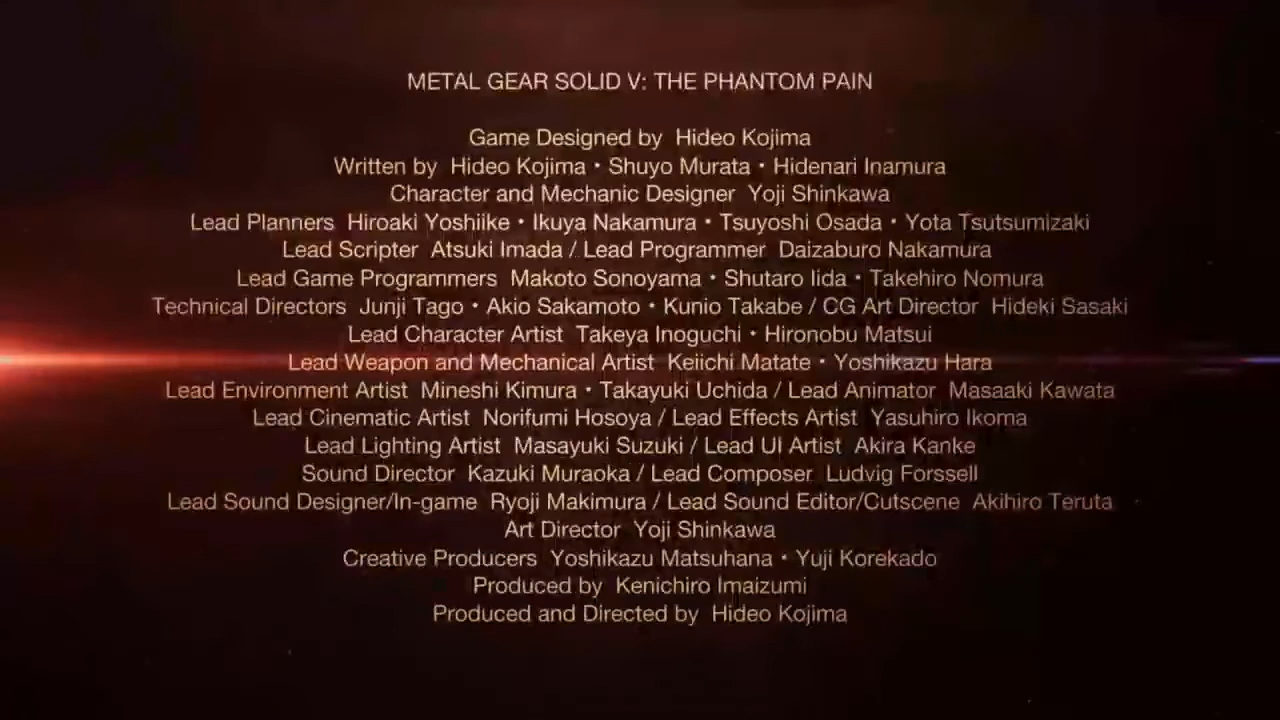 METAL GEAR SOLID V: THE PHANTOM PAIN
Game Designed by Hideo Kojima
Written by Hideo Kojima・Shuyo Murata・Hidenari Inamura
Character and Mechanic Designer Yoji Shinkawa
Lead Planners Hiroaki Yoshiike・Ikuya Nakamura・Tsuyoshi Osada・Yota Tsutsumizaki
Lead Scripter Atsuki Imada / Lead Programmer Daizaburo Nakamura
Lead Game Programmers Makoto Sonoyama・Shutaro Iida・Takehiro Nomura
Technical Directors Junji Tago・Akio Sakamoto・Kunio Takabe / CG Art Director Hideki Sasaki
Lead Character Artist Takeya Inoguchi・Hironobu Matsui
Lead Weapon and Mechanical Artist Keiichi Matate・Yoshikazu Hara
Lead Environment Artist Mineshi Kimura・Takayuki Uchida / Lead Animator Masaaki Kawata
Lead Cinematic Artist Norifumi Hosoya / Lead Effects Artist Yasuhiro Ikoma
Lead Lighting Artist Masayuki Suzuki / Lead UI Artist Akira Kanke
Sound Director Kazuki Muraoka / Lead Composer Ludvig Forssell
Lead Sound Designer/In-game Ryoji Makimura / Lead Sound Editor/Cutscene Akihiro Teruta
Art Director Yoji Shinkawa
Creative Producers Yoshikazu Matsuhana・Yuji Korekado
Produced by Kenichiro Imaizumi
Produced and Directed by Hideo Kojima